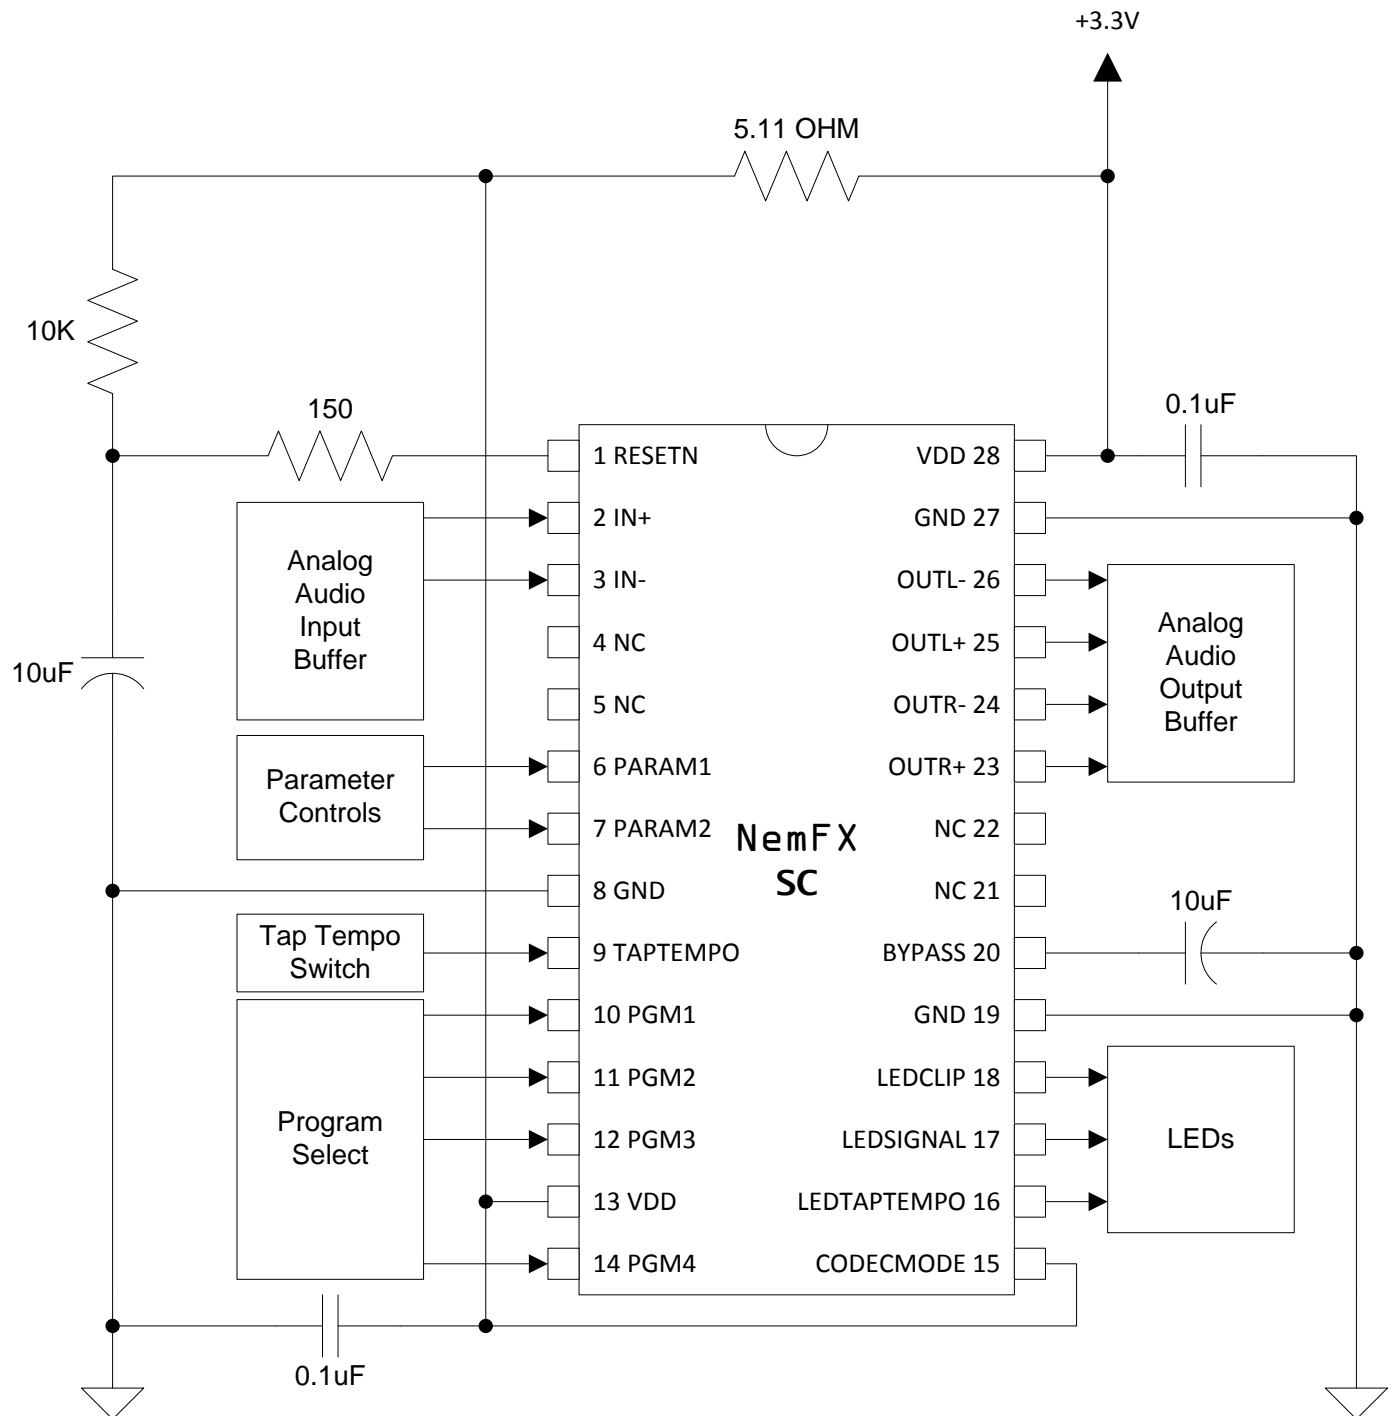 +3.3V
5.11 OHM
10K
150
0.1uF
1 RESETN
VDD 28
2 IN+
GND 27
Analog
Audio
Input
Buffer
3 IN-
OUTL- 26
Analog
Audio
Output
Buffer
4 NC
OUTL+ 25
10uF
5 NC
OUTR- 24
Parameter
Controls
6 PARAM1
OUTR+ 23
7 PARAM2
NemFX
SC
NC 22
8 GND
NC 21
10uF
Tap Tempo
Switch
9 TAPTEMPO
BYPASS 20
10 PGM1
GND 19
Program
Select
11 PGM2
LEDCLIP 18
12 PGM3
LEDSIGNAL 17
LEDs
13 VDD
LEDTAPTEMPO 16
14 PGM4
CODECMODE 15
0.1uF